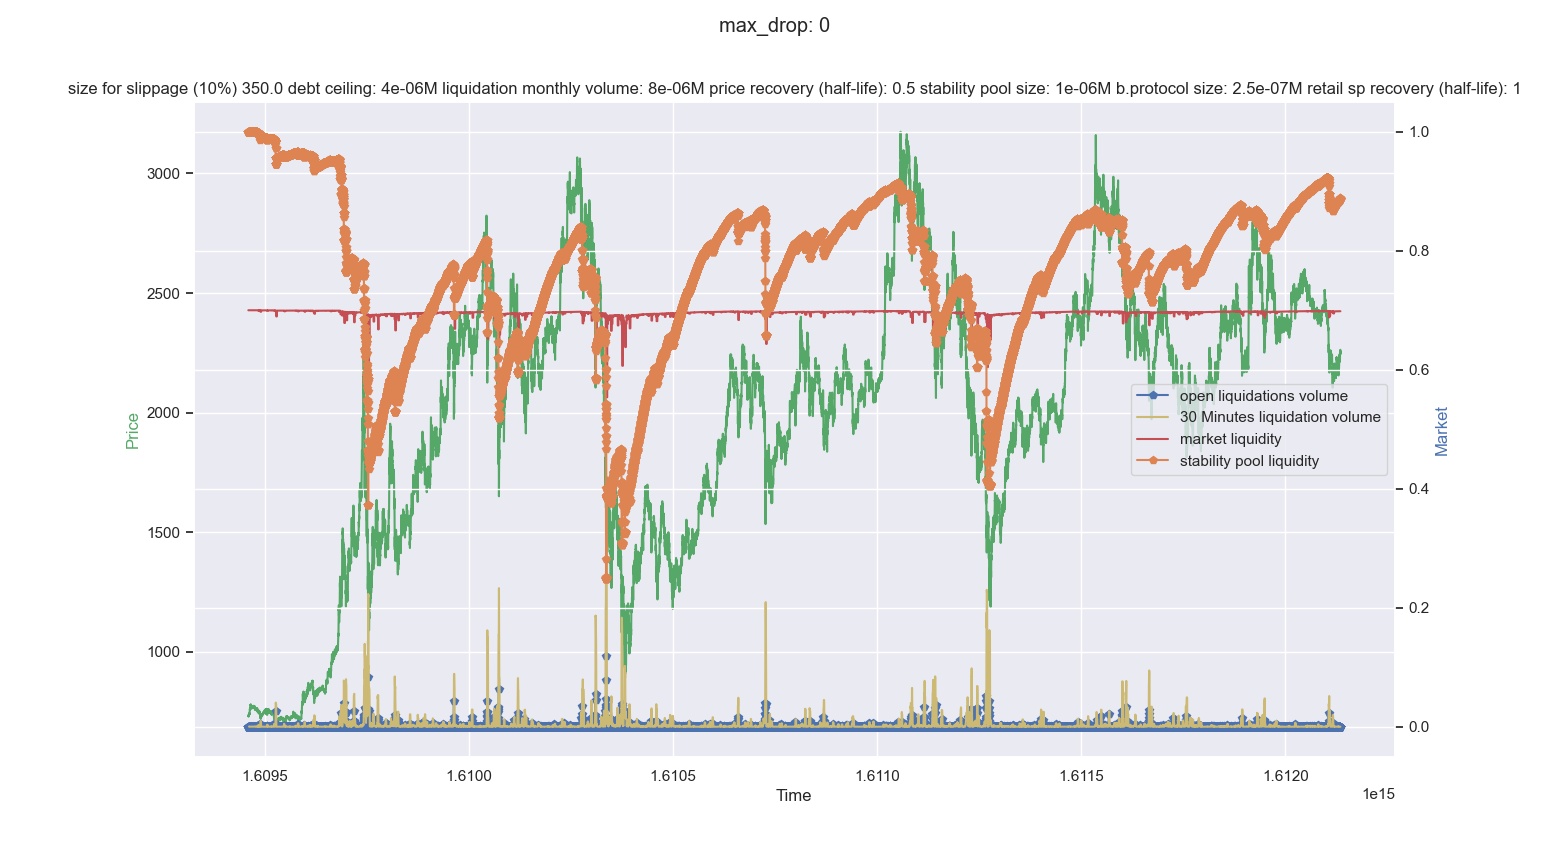 max_drop: 0
size for slippage (10%) 350.0 debt ceiling: 4e-06M liquidation monthly volume: 8e-06M price recovery (half-life): 0.5 stability pool size: 1e-06M b.protocol size: 2.5e-07M retail sp recovery (half-life): 1
1.0
3000
0.8
2500
0.6
open liquidations volume
2000
30 Minutes liquidation volume
Price
Market
market liquidity
stability pool liquidity
0.4
1500
0.2
1000
0.0
1.6095 1.6100 1.6105 1.6110 1.6115 1.6120
Time
1e15